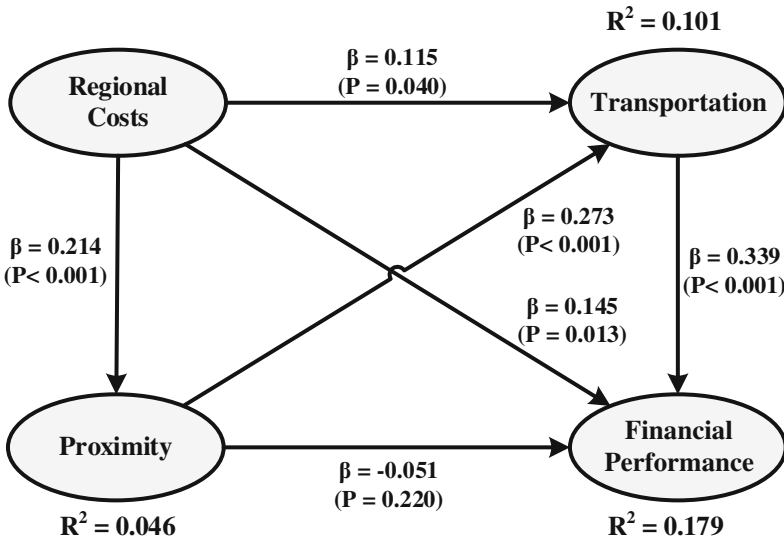 R² = 0.101
β = 0.115
(P = 0.040)
Regional
Costs
Transportation
β = 0.273
(P< 0.001)
β = 0.214
(P< 0.001)
β = 0.339
(P< 0.001)
β = 0.145
(P = 0.013)
Proximity
Financial
Performance
β = -0.051
(P = 0.220)
R² = 0.046
R² = 0.179